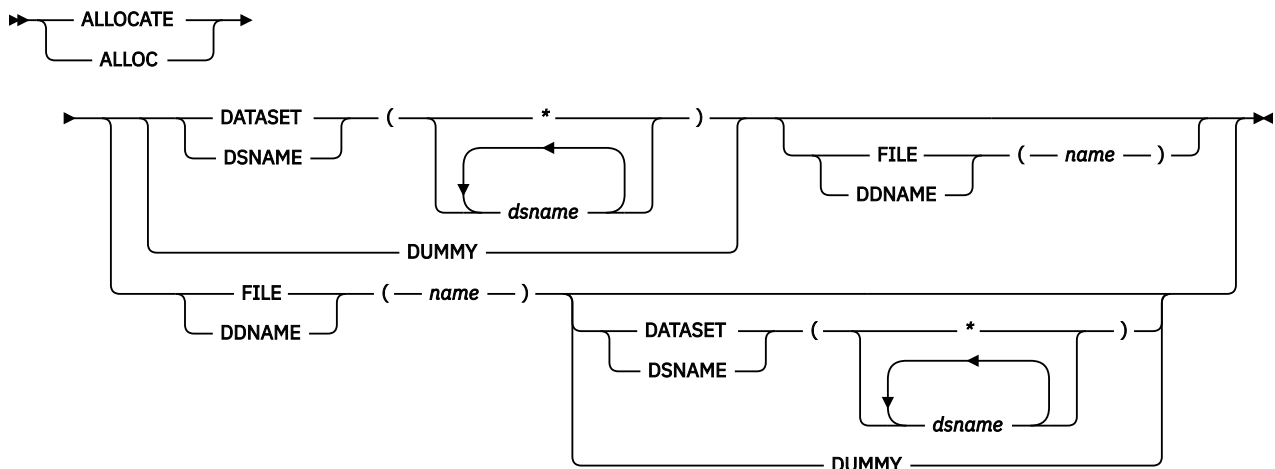 ALLOCATE
ALLOC
DATASET ( * ) 
DSNAME FILE ( name )
DDNAME
dsname
DUMMY
FILE ( name )
DDNAME DATASET ( * )
DSNAME
dsname
DUMMY